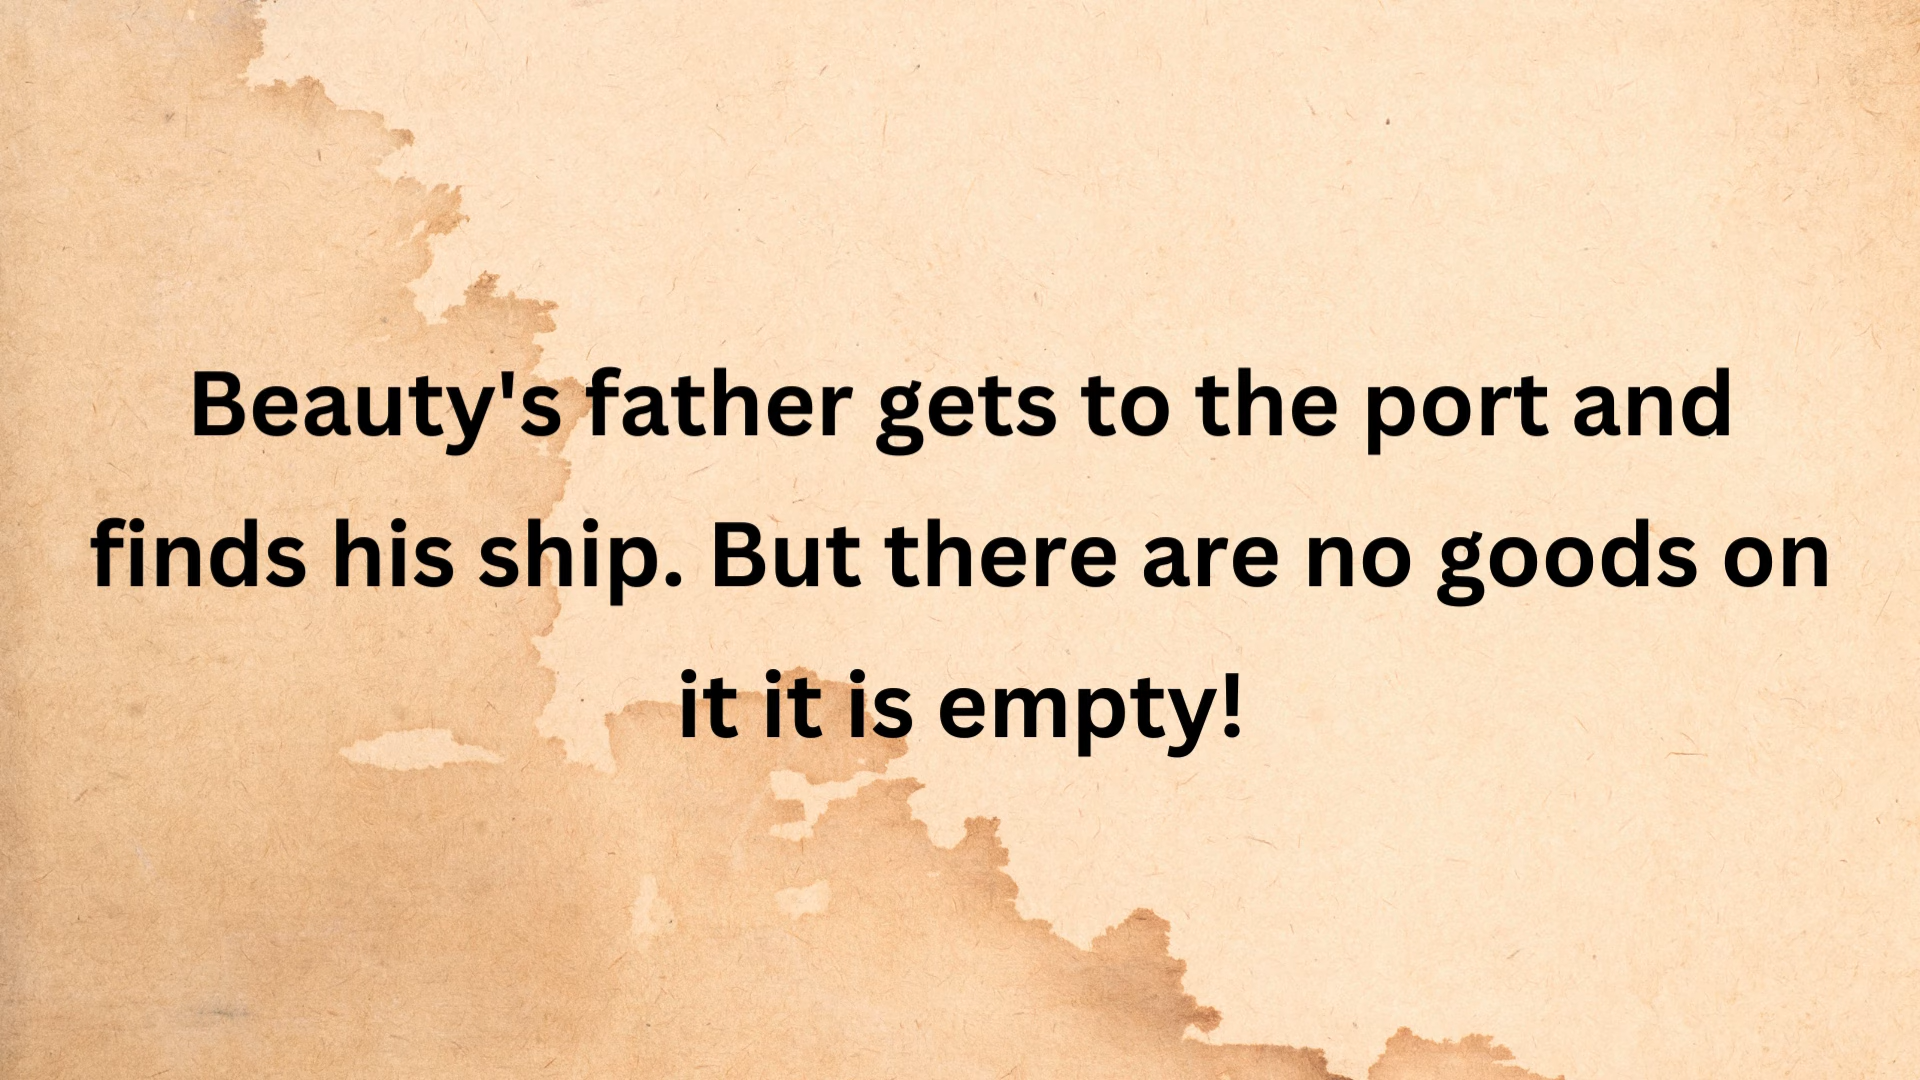 Beauty's father gets to the port and
finds his ship. But there are no goods on
it it is empty!